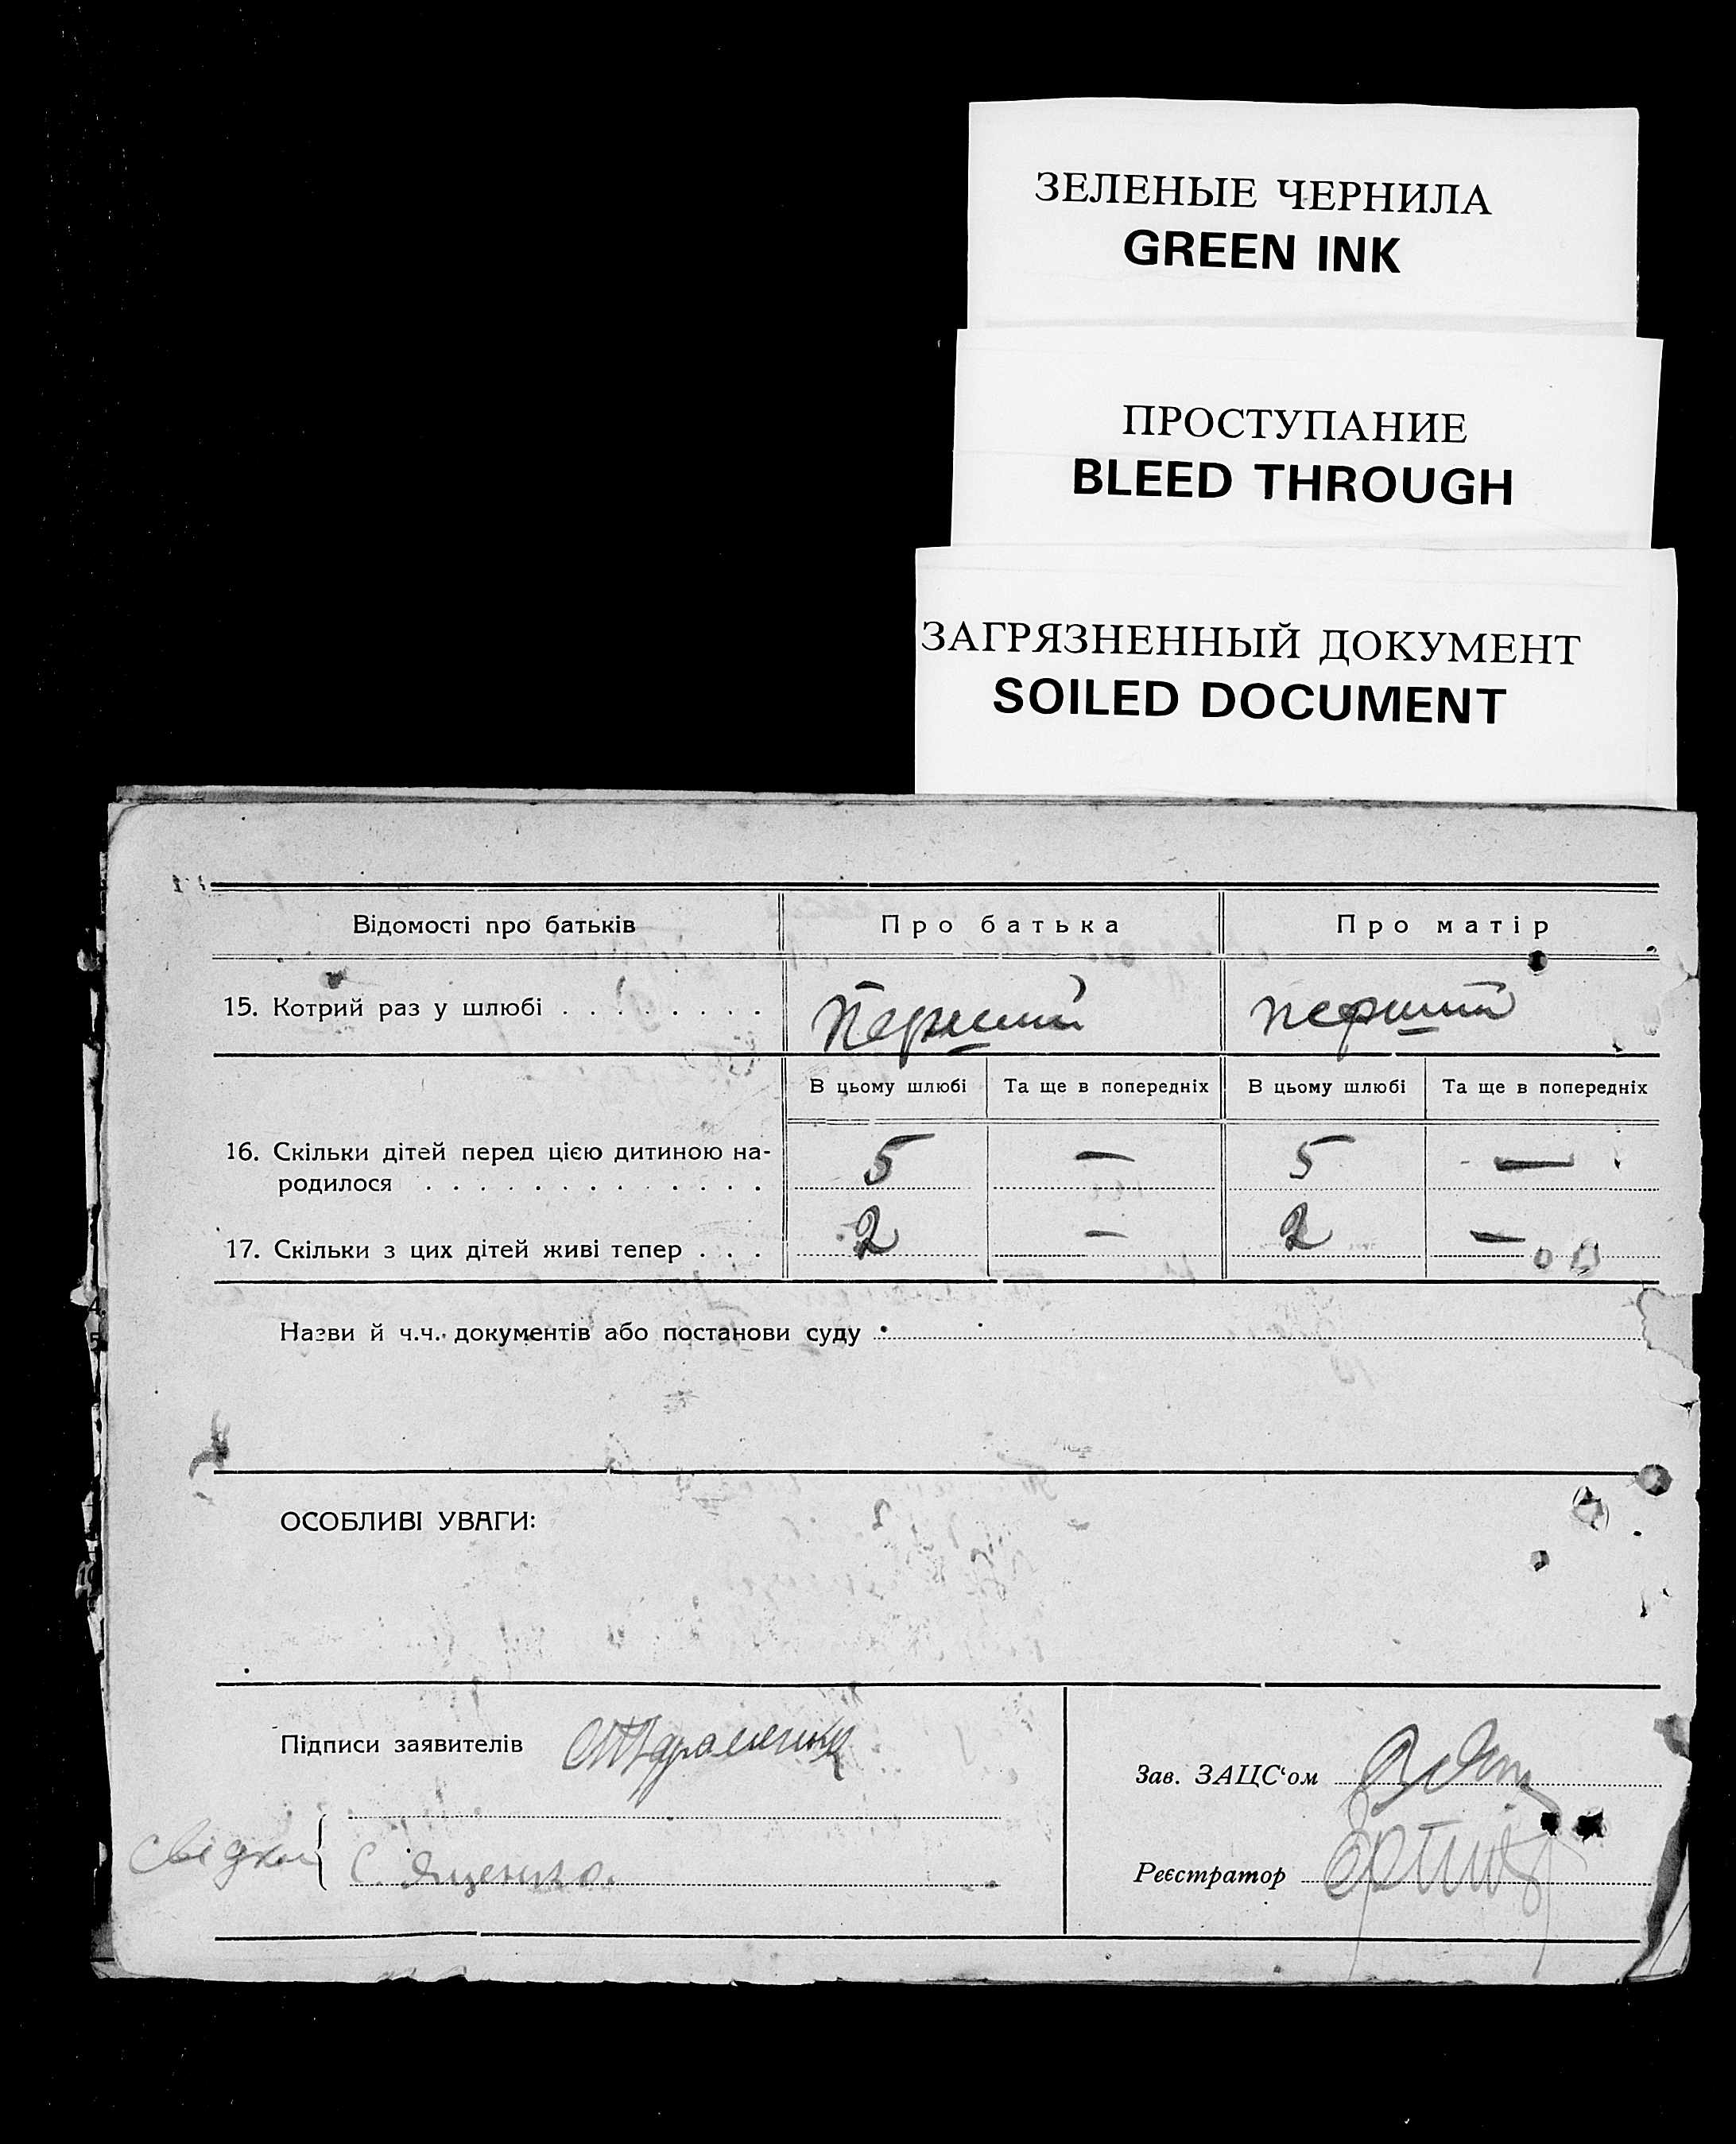 ЗЕЛЕНЫЕ ЧЕРНИЛА
GREEN INK
ПРОСТУПАНИЕ
BLEED THROUGH
ЗАГРЯЗНЕННЫЙ ДОКУМЕНТ
SOILED DOCUMENT
Відомості про батьків Про батька Про матір
15. Котрий раз у шлюбі . . . . . . . . Перший перший
В цьому шлюбі Та ще в попередніх В цьому шлюбі Та ще в попередніх
16. Скільки дітей перед цією дитиною на-
родилося . . . . . . . . . . . . . 5 — 5 —
17. Скільки з цих дітей живі тепер . . . 2 — 2 —
Назви й ч.ч. документів або постанови суду
ОСОБЛИВІ УВАГИ:
Підписи заявителів
Зав. ЗАЦС‘ом
свідки С. Яценко.
Реєстратор